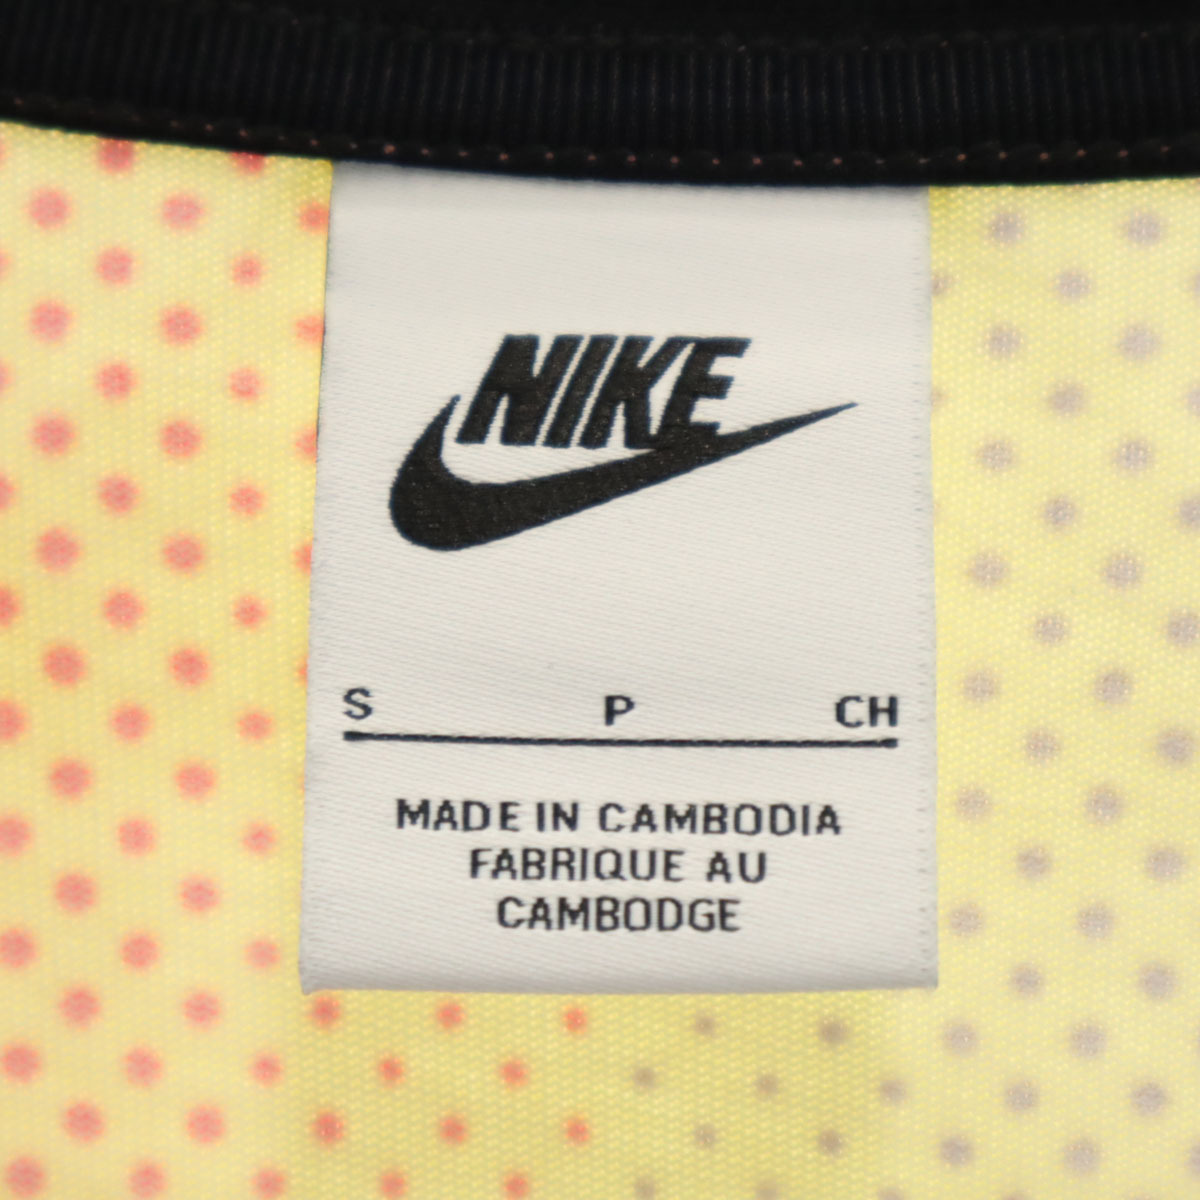 NIKE
S P CH
MADE IN CAMBODIA
FABRIQUE AU
CAMBODGE